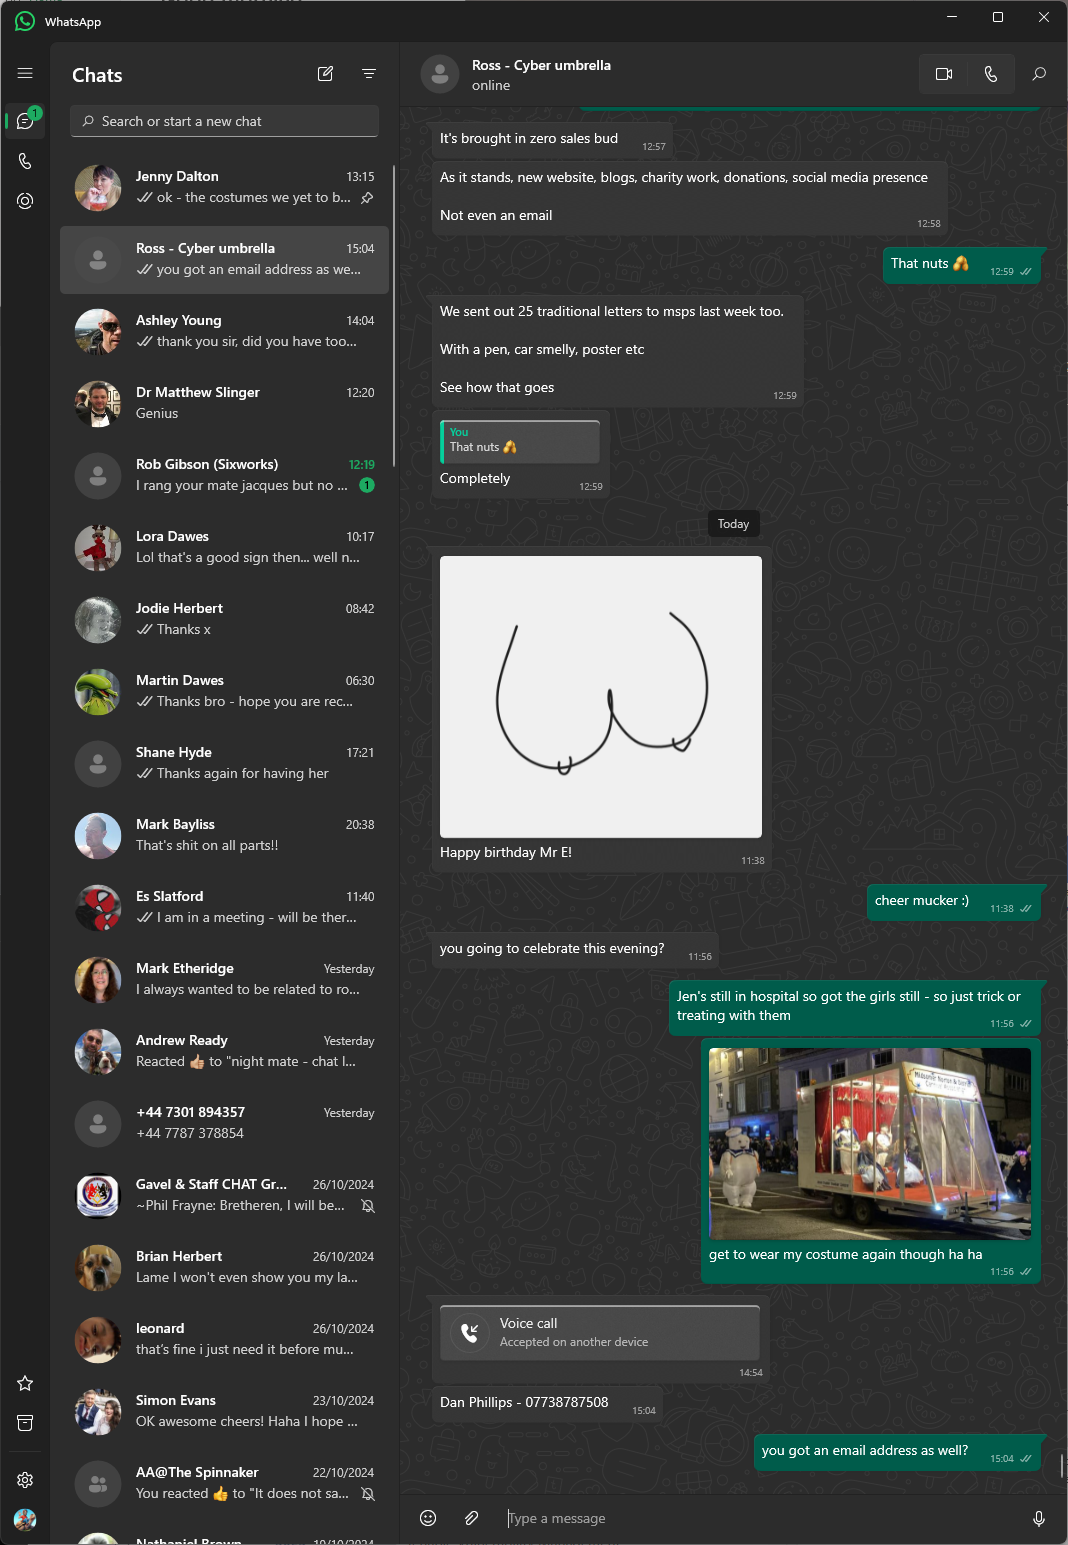 WhatsApp
Chats
Search or start a new chat
1
Jenny Dalton 13:15
ok - the costumes we yet to b...
Ross - Cyber umbrella 15:04
you got an email address as we...
Ashley Young 14:04
thank you sir, did you have too...
Dr Matthew Slinger 12:20
Genius
Rob Gibson (Sixworks) 12:19
I rang your mate jacques but no ... 1
Lora Dawes 10:17
Lol that's a good sign then... well n...
Jodie Herbert 08:42
Thanks x
Martin Dawes 06:30
Thanks bro - hope you are rec...
Shane Hyde 17:21
Thanks again for having her
Mark Bayliss 20:38
That's shit on all parts!!
Es Slatford 11:40
I am in a meeting - will be ther...
Mark Etheridge Yesterday
I always wanted to be related to ro...
Andrew Ready Yesterday
Reacted 👍🏼 to "night mate - chat l...
+44 7301 894357 Yesterday
+44 7787 378854
Gavel & Staff CHAT Gr... 26/10/2024
~Phil Frayne: Bretheren, I will be...
Brian Herbert 26/10/2024
Lame I won't even show you my la...
leonard 26/10/2024
that's fine i just need it before mu...
Simon Evans 23/10/2024
OK awesome cheers! Haha I hope ...
AA@The Spinnaker 22/10/2024
You reacted 👍 to "It does not sa...
Nathaniel Brown 19/10/2024
Ross - Cyber umbrella
online
It's brought in zero sales bud 12:57
As it stands, new website, blogs, charity work, donations, social media presence
Not even an email
12:58
That nuts 🥜 12:59
We sent out 25 traditional letters to msps last week too.
With a pen, car smelly, poster etc
See how that goes
12:59
You
That nuts 🥜
Completely 12:59
Today
Happy birthday Mr E! 11:38
cheer mucker :) 11:38
you going to celebrate this evening? 11:56
Jen's still in hospital so got the girls still - so just trick or
treating with them 11:56
get to wear my costume again though ha ha
11:56
Voice call
Accepted on another device
14:54
Dan Phillips - 07738787508 15:04
you got an email address as well? 15:04
Type a message